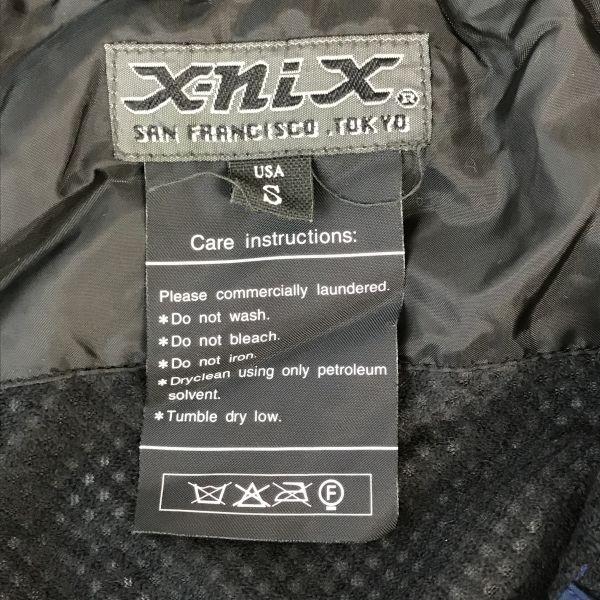 X-NIX®
SAN FRANCISCO . TOKYO
USA
S
Care instructions:
Please commercially laundered.
*Do not wash.
*Do not bleach.
*Do not iron.
*Dryclean using only petroleum
solvent.
*Tumble dry low.
F